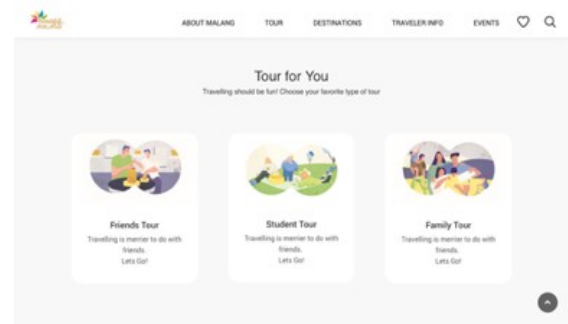 ABOUT MALANG TOUR DESTINATIONS TRAVELER INFO EVENTS
Tour for You
Travelling should be fun! Choose your favorite type of tour
Friends Tour
Travelling is merrier to do with
friends.
Lets Go!
Student Tour
Travelling is merrier to do with
friends.
Lets Go!
Family Tour
Travelling is merrier to do with
friends.
Lets Go!